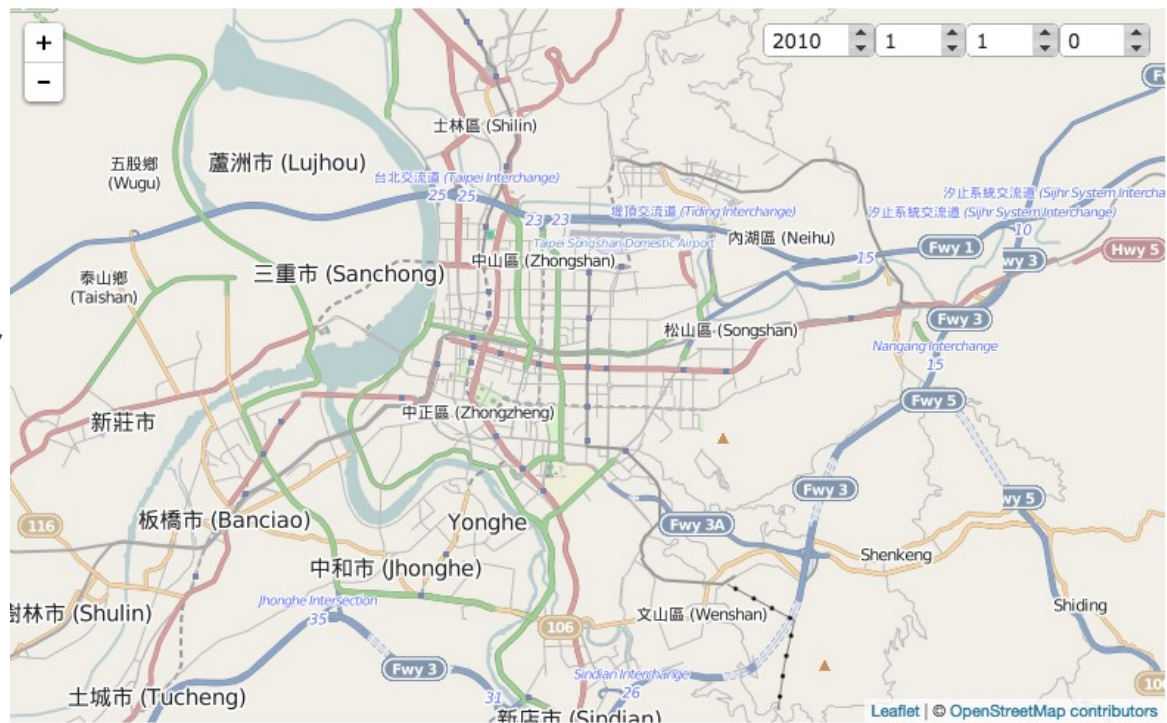 +
−
2010 1 1 0
士林區 (Shilin)
五股鄉
(Wugu)
蘆洲市 (Lujhou)
台北交流道 (Taipei Interchange)
25 25
23 23
堤頂交流道 (Tiding Interchange)
汐止系統交流道 (Sijhr System Intercha
汐止系統交流道 (Sijhr System Interchange)
10
內湖區 (Neihu)
Fwy 1
Hwy 5
Taipei Songshan Domestic Airport
中山區 (Zhongshan)
15
wy 3
三重市 (Sanchong)
泰山鄉
(Taishan)
松山區 (Songshan)
Fwy 3
Nangang Interchange
15
Fwy 5
中正區 (Zhongzheng)
新莊市
Fwy 3
wy 5
116
板橋市 (Banciao)
Yonghe
Fwy 3A
Shenkeng
中和市 (Jhonghe)
樹林市 (Shulin)
Jhonghe Intersection
35
106
文山區 (Wenshan)
Shiding
Fwy 3
Sindian Interchange
26
31
土城市 (Tucheng)
新店市 (Sindian)
10
Leaflet | © OpenStreetMap contributors